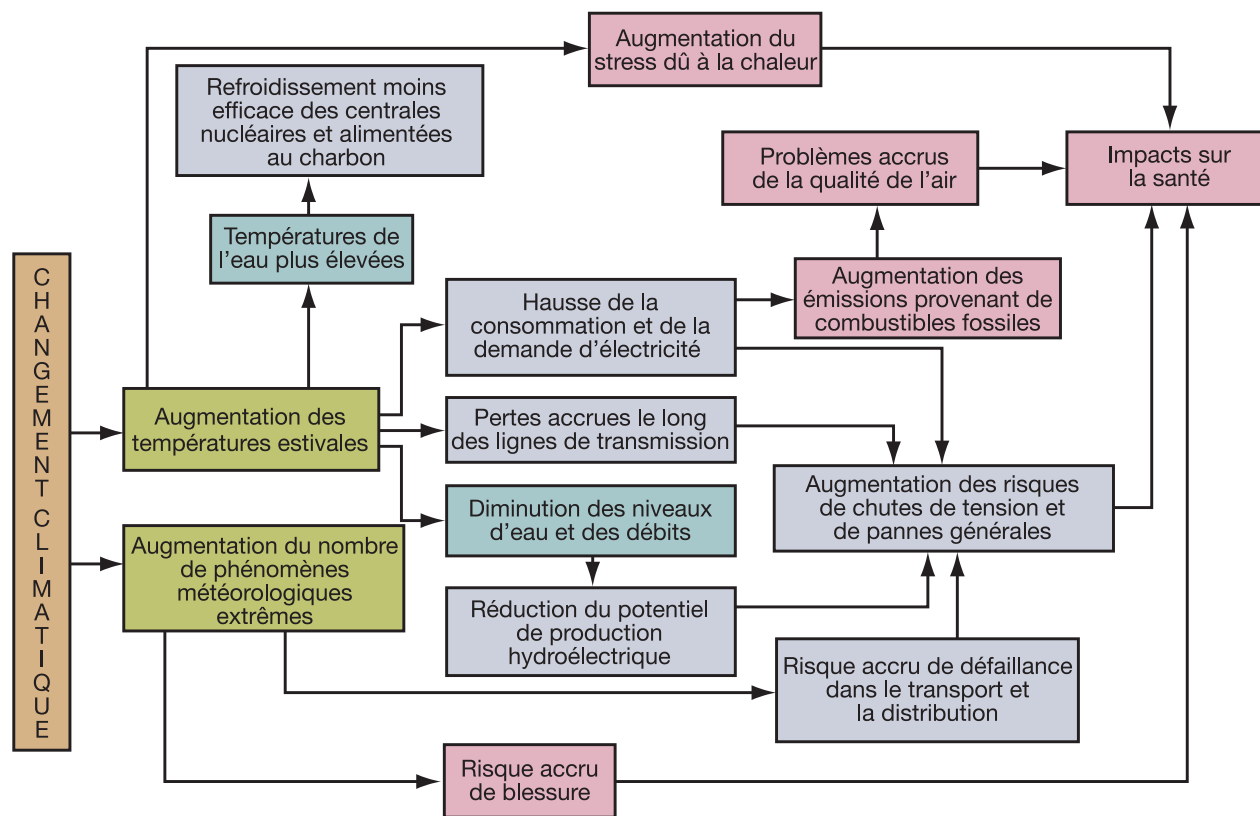 Augmentation du
stress dû à la chaleur
Refroidissement moins
efficace des centrales
nucléaires et alimentées
au charbon
Problèmes accrus
de la qualité de l'air
Impacts sur
la santé
Températures de
l'eau plus élevées
CHANGEMENT CLIMATIQUE
Hausse de la
consommation et de la
demande d'électricité
Augmentation des
émissions provenant de
combustibles fossiles
Augmentation des
températures estivales
Pertes accrues le long
des lignes de transmission
Augmentation des risques
de chutes de tension et
de pannes générales
Diminution des niveaux
d'eau et des débits
Augmentation du nombre
de phénomènes
météorologiques
extrêmes
Réduction du potentiel
de production
hydroélectrique
Risque accru de défaillance
dans le transport et
la distribution
Risque accru
de blessure